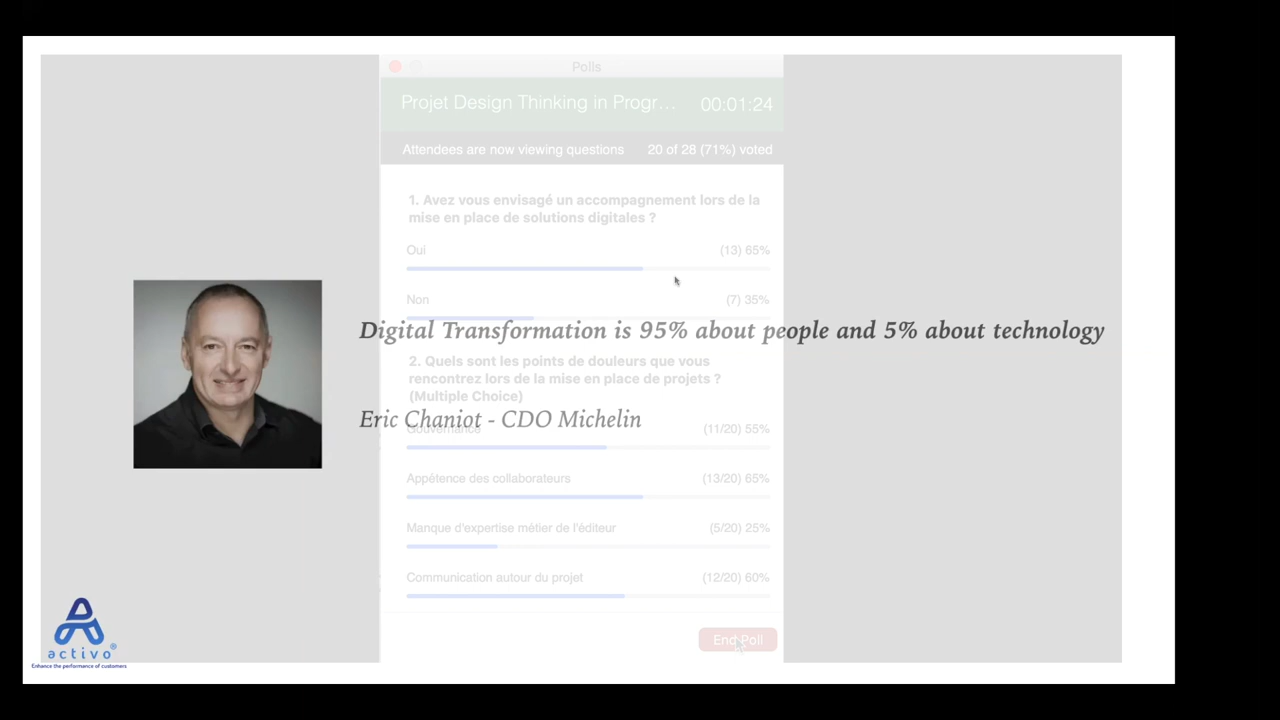 Polls
Projet Design Thinking in Progr... 00:01:24
Attendees are now viewing questions 20 of 28 (71%) voted
1. Avez vous envisagé un accompagnement lors de la
mise en place de solutions digitales ?
Oui (13) 65%
Non (7) 35%
Digital Transformation is 95% about people and 5% about technology
2. Quels sont les points de douleurs que vous
rencontrez lors de la mise en place de projets ?
(Multiple Choice)
Eric Chaniot - CDO Michelin
Gouvernance (11/20) 55%
Appétence des collaborateurs (13/20) 65%
Manque d'expertise métier de l'éditeur (5/20) 25%
Communication autour du projet (12/20) 60%
End Poll
activo®
Enhance the performance of customers